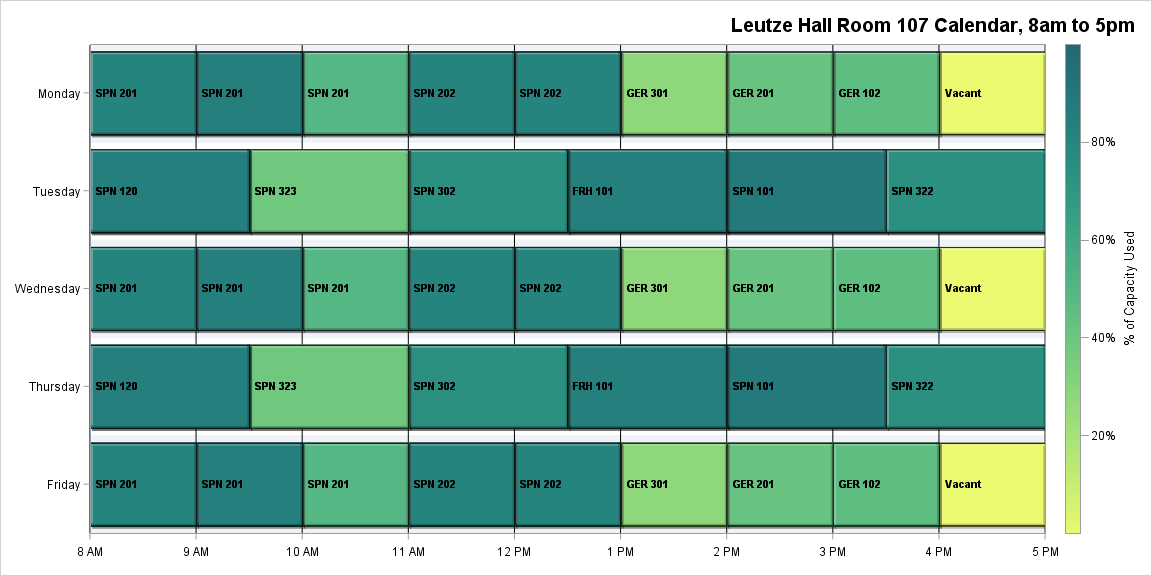 Leutze Hall Room 107 Calendar, 8am to 5pm
Monday
SPN 201
SPN 201
SPN 201
SPN 202
SPN 202
GER 301
GER 201
GER 102
Vacant
Tuesday
SPN 120
SPN 323
SPN 302
FRH 101
SPN 101
SPN 322
Wednesday
SPN 201
SPN 201
SPN 201
SPN 202
SPN 202
GER 301
GER 201
GER 102
Vacant
Thursday
SPN 120
SPN 323
SPN 302
FRH 101
SPN 101
SPN 322
Friday
SPN 201
SPN 201
SPN 201
SPN 202
SPN 202
GER 301
GER 201
GER 102
Vacant
8 AM
9 AM
10 AM
11 AM
12 PM
1 PM
2 PM
3 PM
4 PM
5 PM
80%
60%
40%
20%
% of Capacity Used